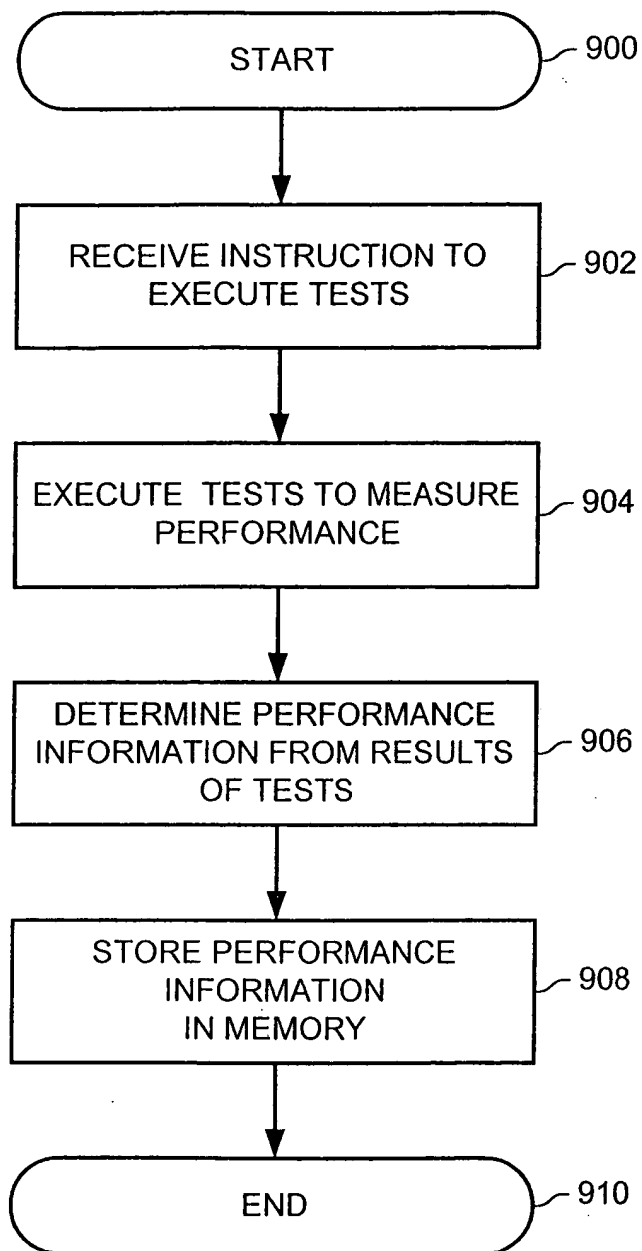 START
900
RECEIVE INSTRUCTION TO
EXECUTE TESTS
902
EXECUTE TESTS TO MEASURE
PERFORMANCE
904
DETERMINE PERFORMANCE
INFORMATION FROM RESULTS
OF TESTS
906
STORE PERFORMANCE
INFORMATION
IN MEMORY
908
END
910